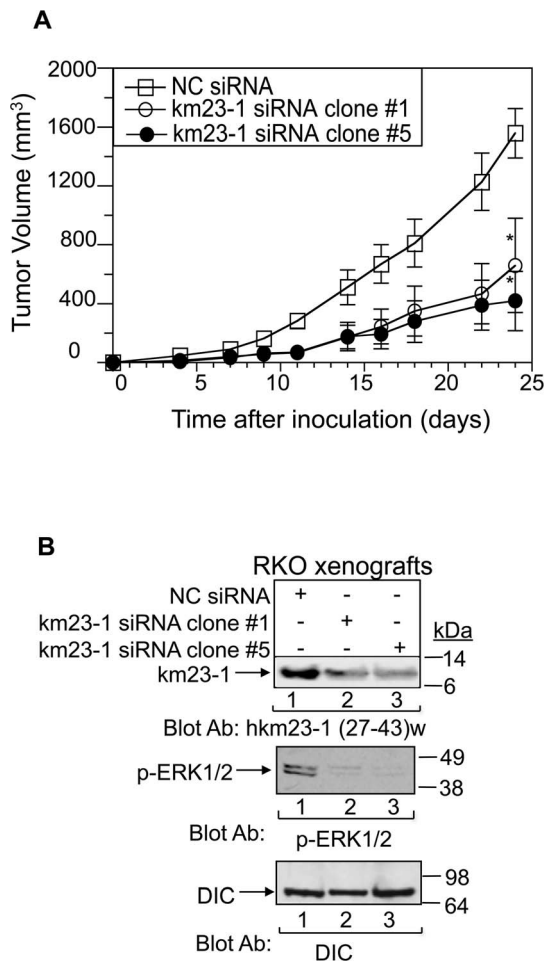 A
2000
1600
1200
800
400
0
Tumor Volume (mm³)
NC siRNA
km23-1 siRNA clone #1
km23-1 siRNA clone #5
*
*
0 5 10 15 20 25
Time after inoculation (days)
B
RKO xenografts
NC siRNA + - -
km23-1 siRNA clone #1 - + -
km23-1 siRNA clone #5 - - +
kDa
km23-1
14
6
1 2 3
Blot Ab: hkm23-1 (27-43)w
p-ERK1/2
49
38
1 2 3
Blot Ab: p-ERK1/2
DIC
98
64
1 2 3
Blot Ab: DIC